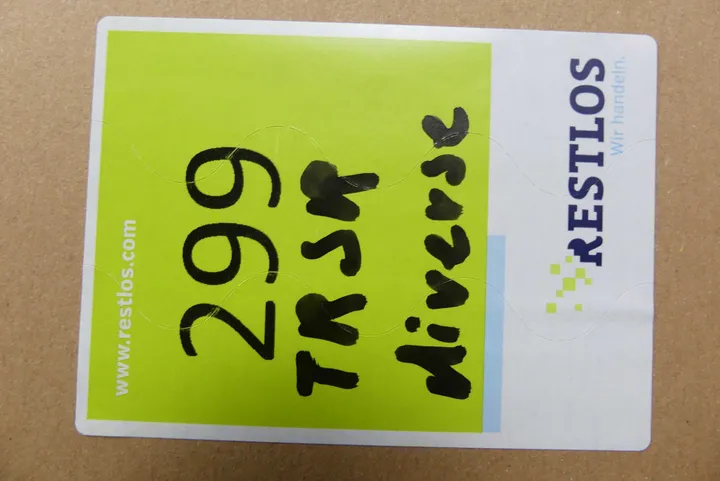 www.restlos.com
299
TRSR
diverse
RESTLOS
Wir handeln.